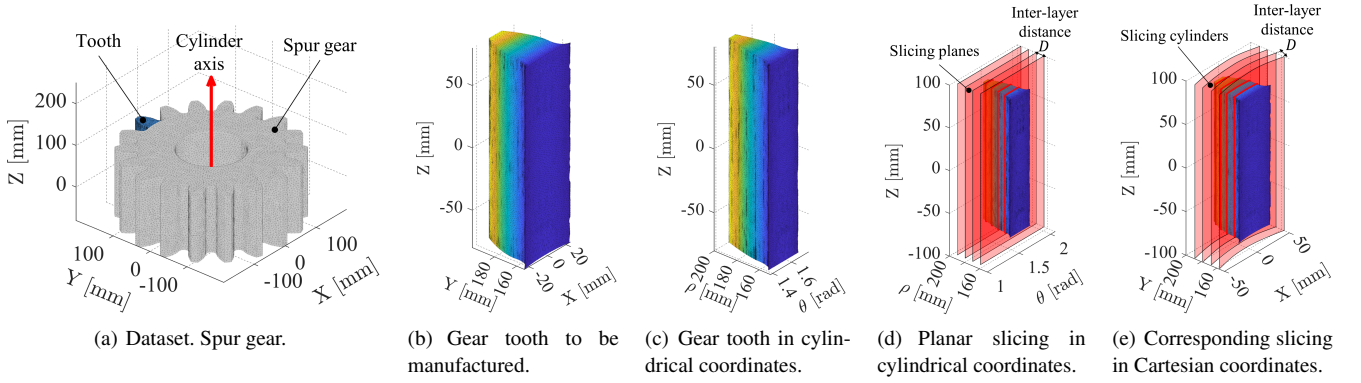 Tooth
Cylinder
axis
Spur gear
200
100
0
Z [mm]
100
0
-100
Y [mm]
100
0
-100
X [mm]
(a) Dataset. Spur gear.
50
0
-50
Z [mm]
180
160
Y [mm]
20
0
-20
X [mm]
(b) Gear tooth to be
manufactured.
50
0
-50
Z [mm]
200
180
160
ρ [mm]
1.6
1.4
θ [rad]
(c) Gear tooth in cylin-
drical coordinates.
Inter-layer
distance
D
Slicing planes
100
50
0
-50
-100
Z [mm]
200
160
ρ [mm]
2
1.5
1
θ [rad]
(d) Planar slicing in
cylindrical coordinates.
Inter-layer
distance
D
Slicing cylinders
100
50
0
-50
-100
Z [mm]
200
160
Y [mm]
50
0
-50
X [mm]
(e) Corresponding slicing
in Cartesian coordinates.